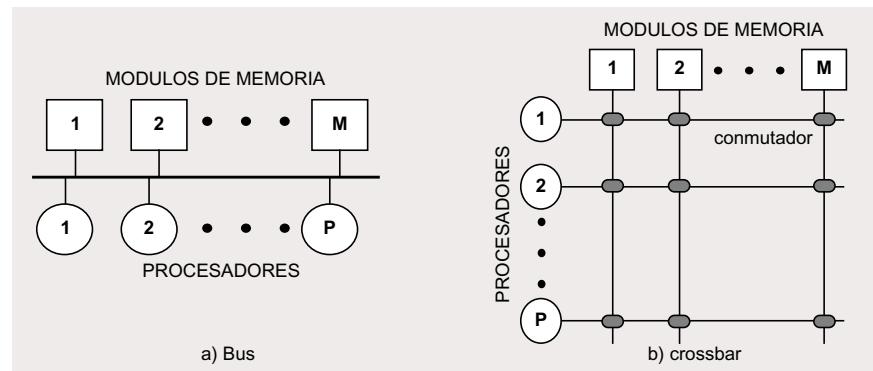 MODULOS DE MEMORIA
1 2 M
1 2 P
PROCESADORES
a) Bus
MODULOS DE MEMORIA
1 2 M
PROCESADORES
1
conmutador
2
P
b) crossbar